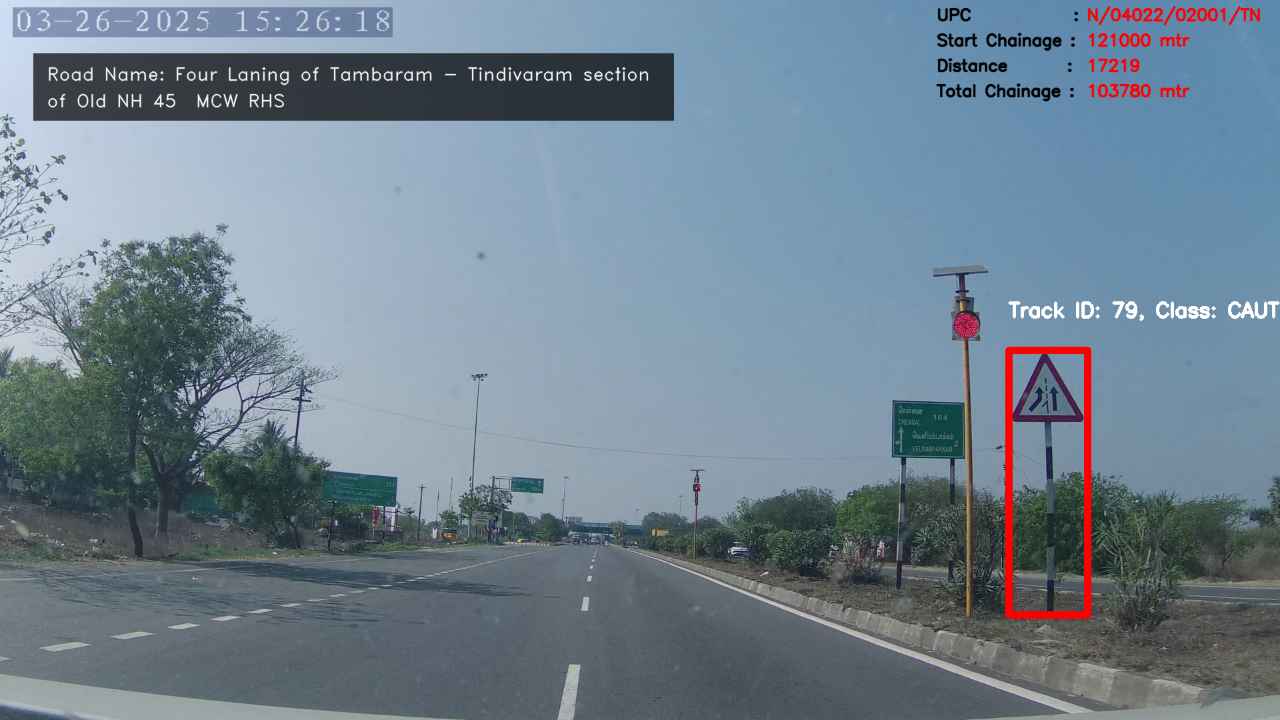 03-26-2025 15:26:18
Road Name: Four Laning of Tambaram - Tindivaram section
of Old NH 45 MCW RHS
UPC : N/04022/02001/TN
Start Chainage : 121000 mtr
Distance : 17219
Total Chainage : 103780 mtr
Track ID: 79, Class: CAUT
சென்னை 104
CHENNAI